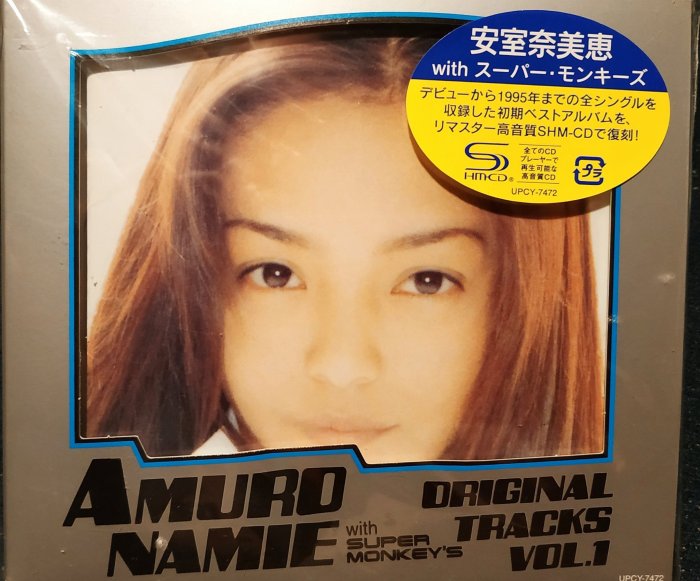 安室奈美恵
with スーパー・モンキーズ
デビューから1995年までの全シングルを
収録した初期ベストアルバムを、
リマスター高音質SHM-CDで復刻!
SHM-CD®
全てのCD
プレーヤーで
再生可能な
高音質CD
プラ
UPCY-7472
AMURO
NAMIE
with
SUPER
MONKEY'S
ORIGINAL
TRACKS
VOL.1
UPCY-7472